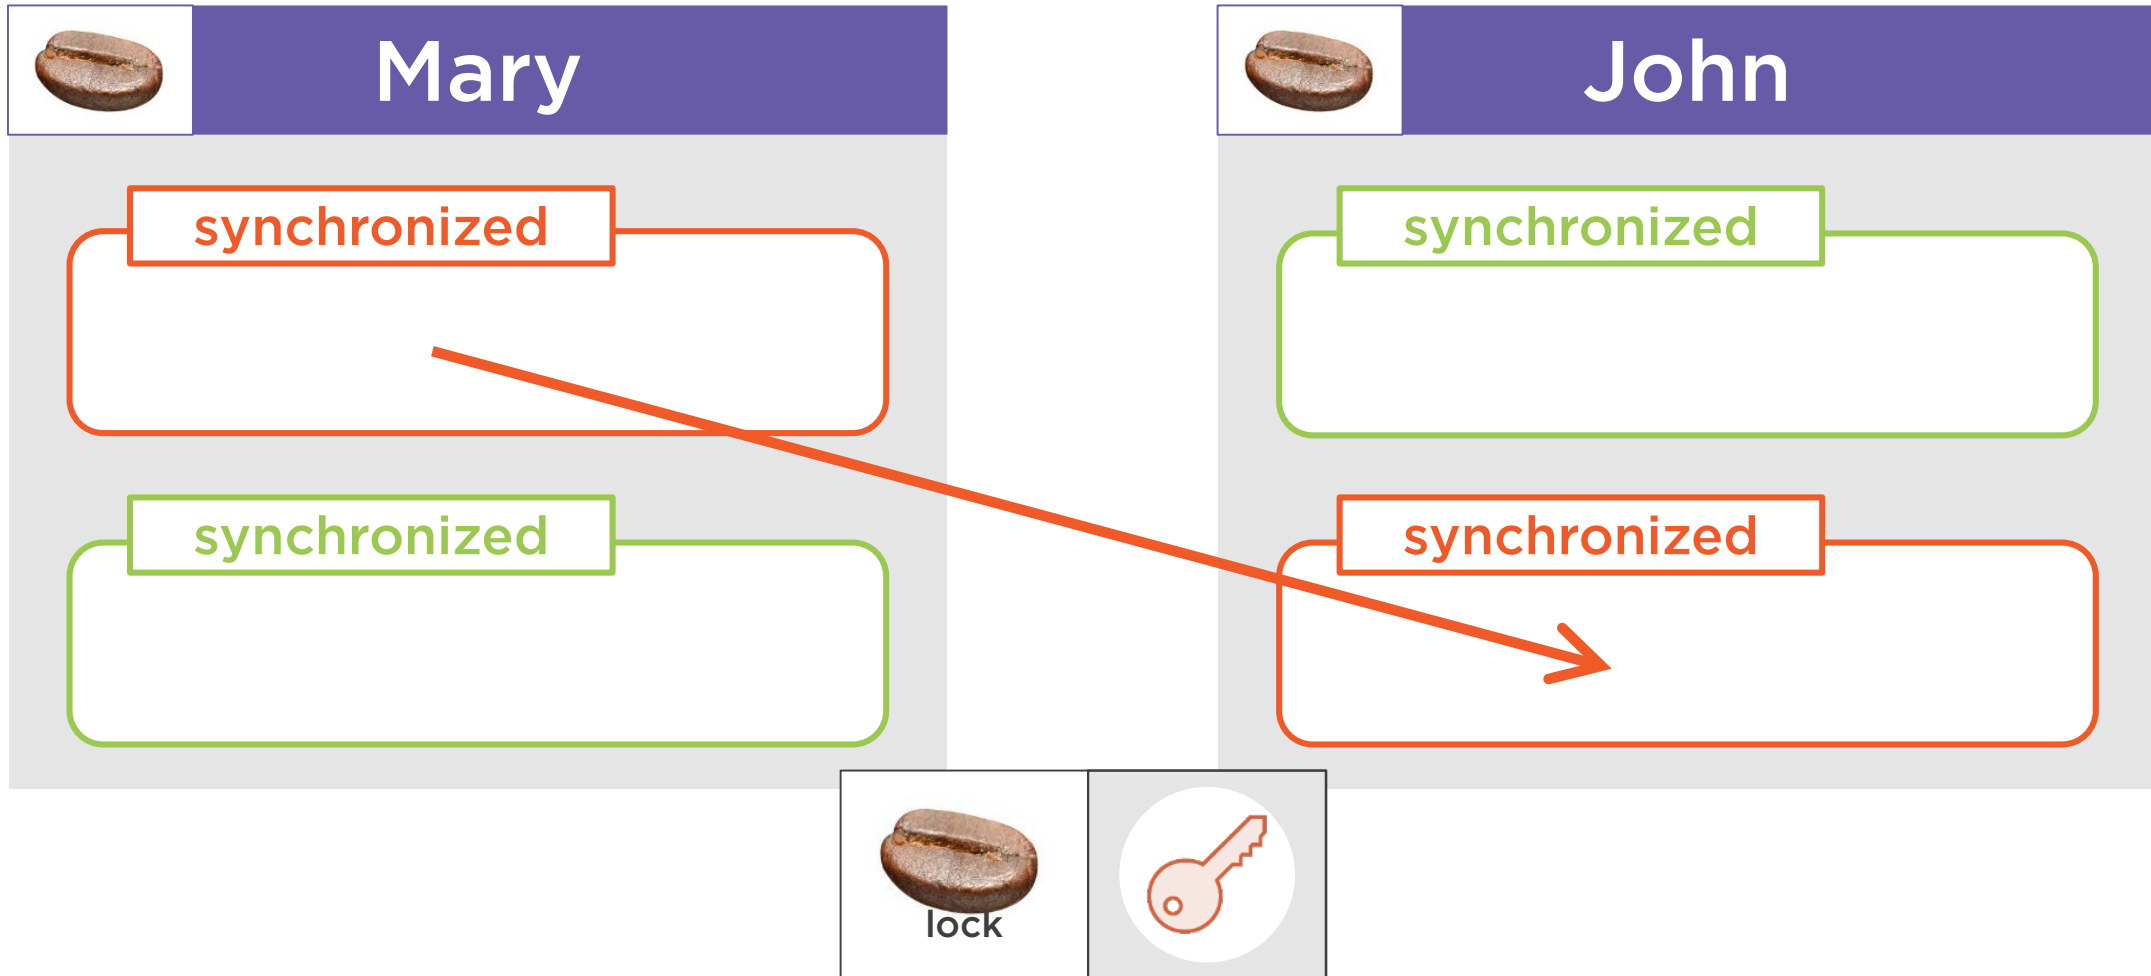 Mary
synchronized
synchronized
John
synchronized
synchronized
lock